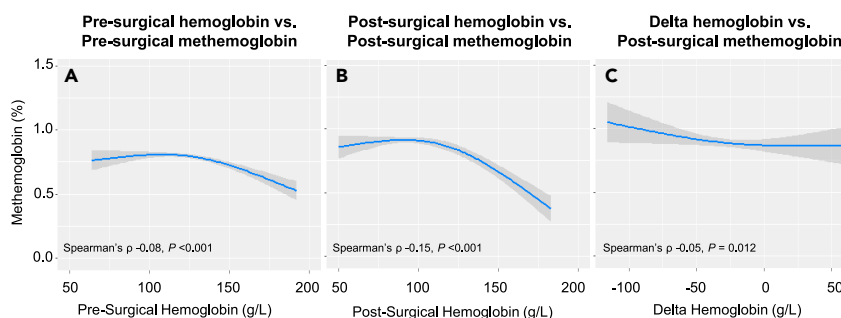 Pre-surgical hemoglobin vs.
Pre-surgical methemoglobin
Post-surgical hemoglobin vs.
Post-surgical methemoglobin
Delta hemoglobin vs.
Post-surgical methemoglobin
Methemoglobin (%)
1.5
1.0
0.5
0.0
A
Spearman's ρ -0.08, P <0.001
50
100
150
200
Pre-Surgical Hemoglobin (g/L)
B
Spearman's ρ -0.15, P <0.001
50
100
150
200
Post-Surgical Hemoglobin (g/L)
C
Spearman's ρ -0.05, P = 0.012
-100
-50
0
50
Delta Hemoglobin (g/L)